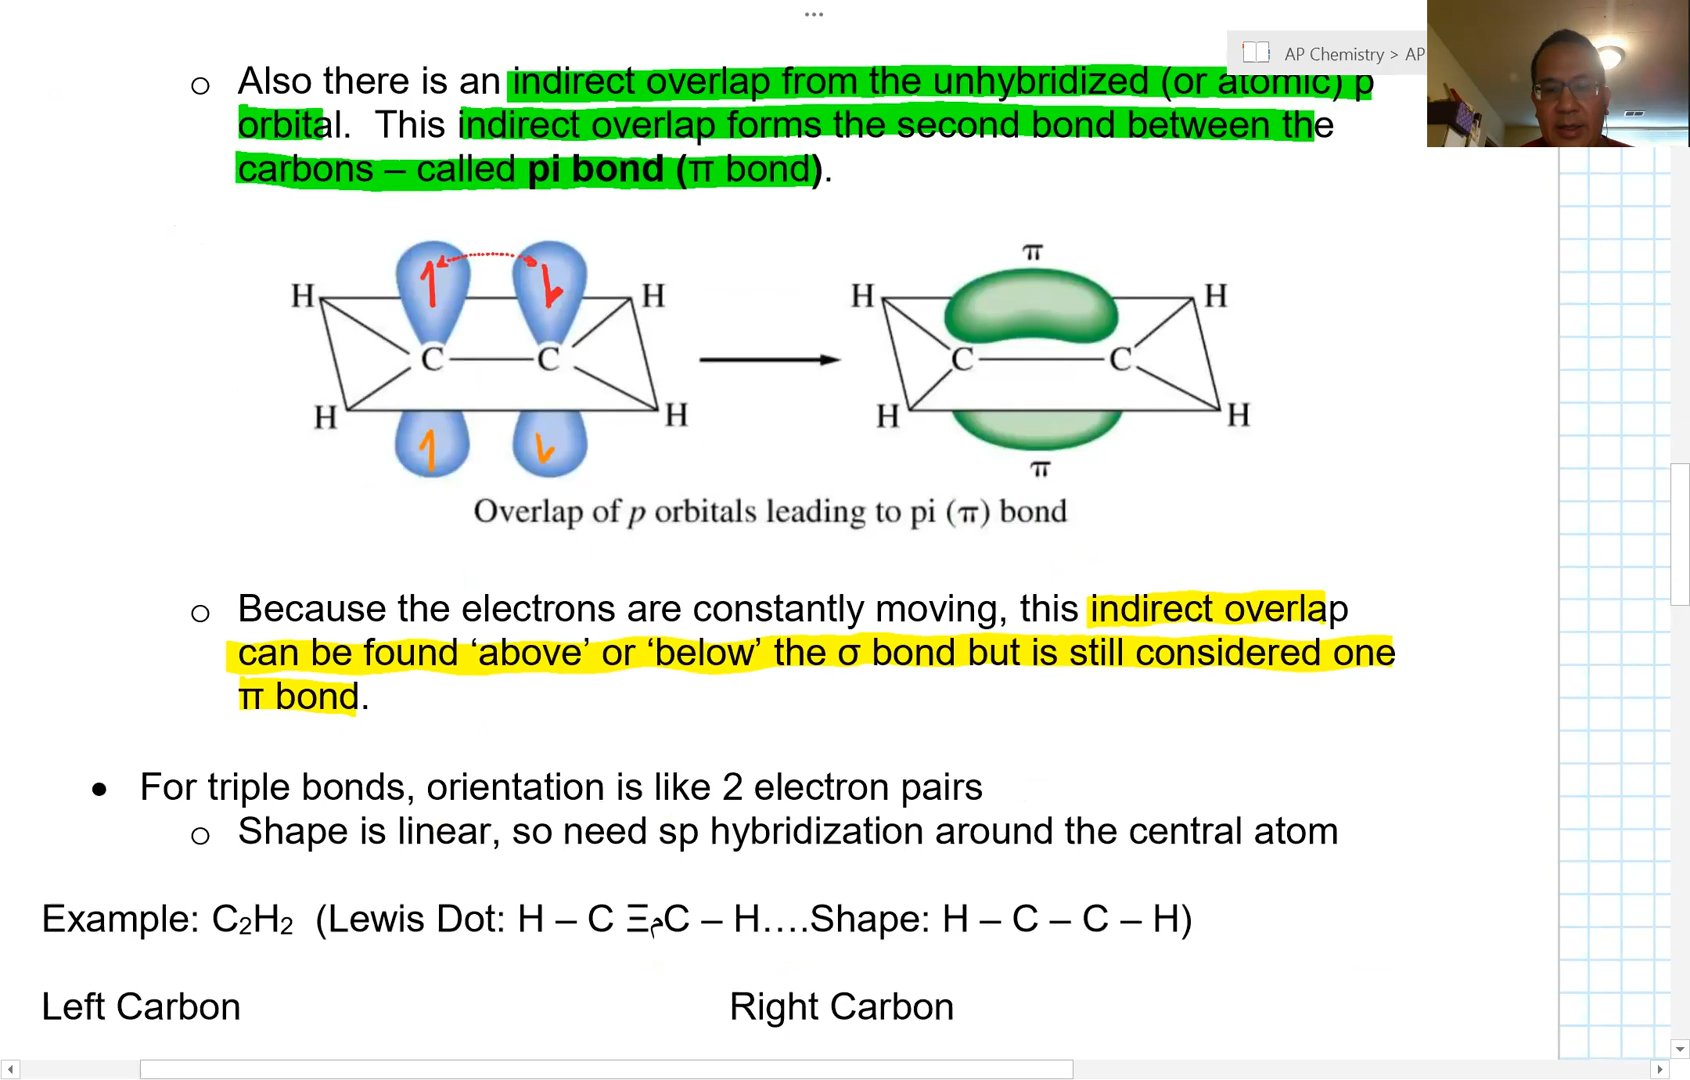 ...
AP Chemistry > AP
o Also there is an indirect overlap from the unhybridized (or atomic) p
orbital. This indirect overlap forms the second bond between the
carbons – called pi bond (π bond).
π
H H H H
1 1
C C C C
H H H H
1 1
π
Overlap of p orbitals leading to pi (π) bond
o Because the electrons are constantly moving, this indirect overlap
can be found ‘above’ or ‘below’ the σ bond but is still considered one
π bond.
• For triple bonds, orientation is like 2 electron pairs
o Shape is linear, so need sp hybridization around the central atom
Example: C₂H₂ (Lewis Dot: H – C Ξ C – H....Shape: H – C – C – H)
Left Carbon Right Carbon